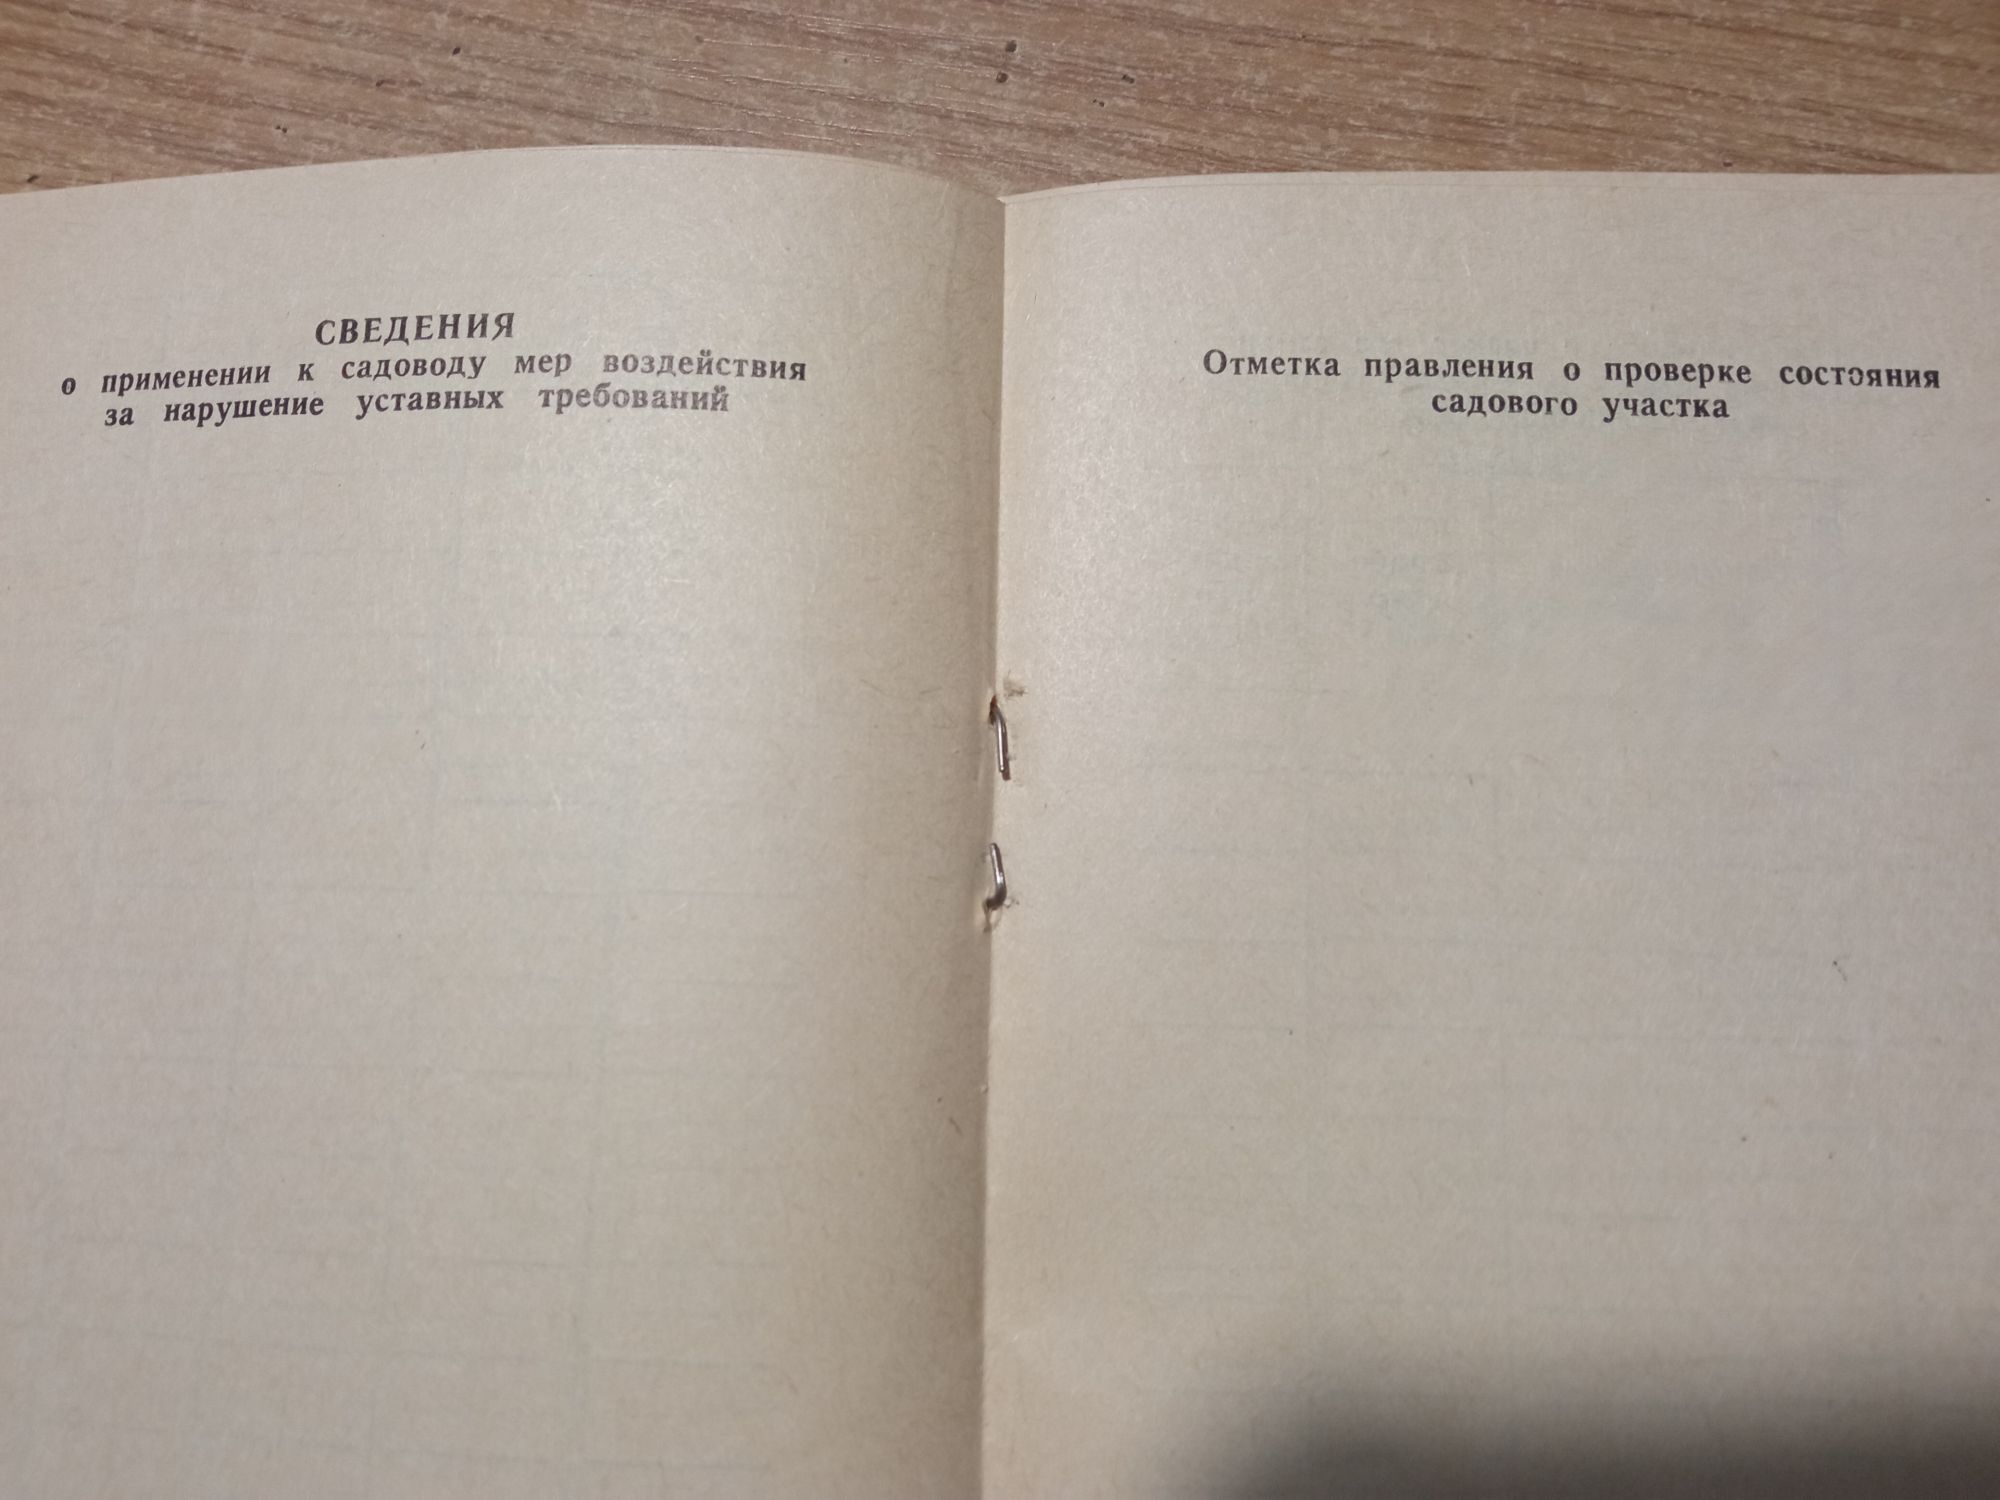 СВЕДЕНИЯ
о применении к садоводу мер воздействия
за нарушение уставных требований
Отметка правления о проверке состояния
садового участка